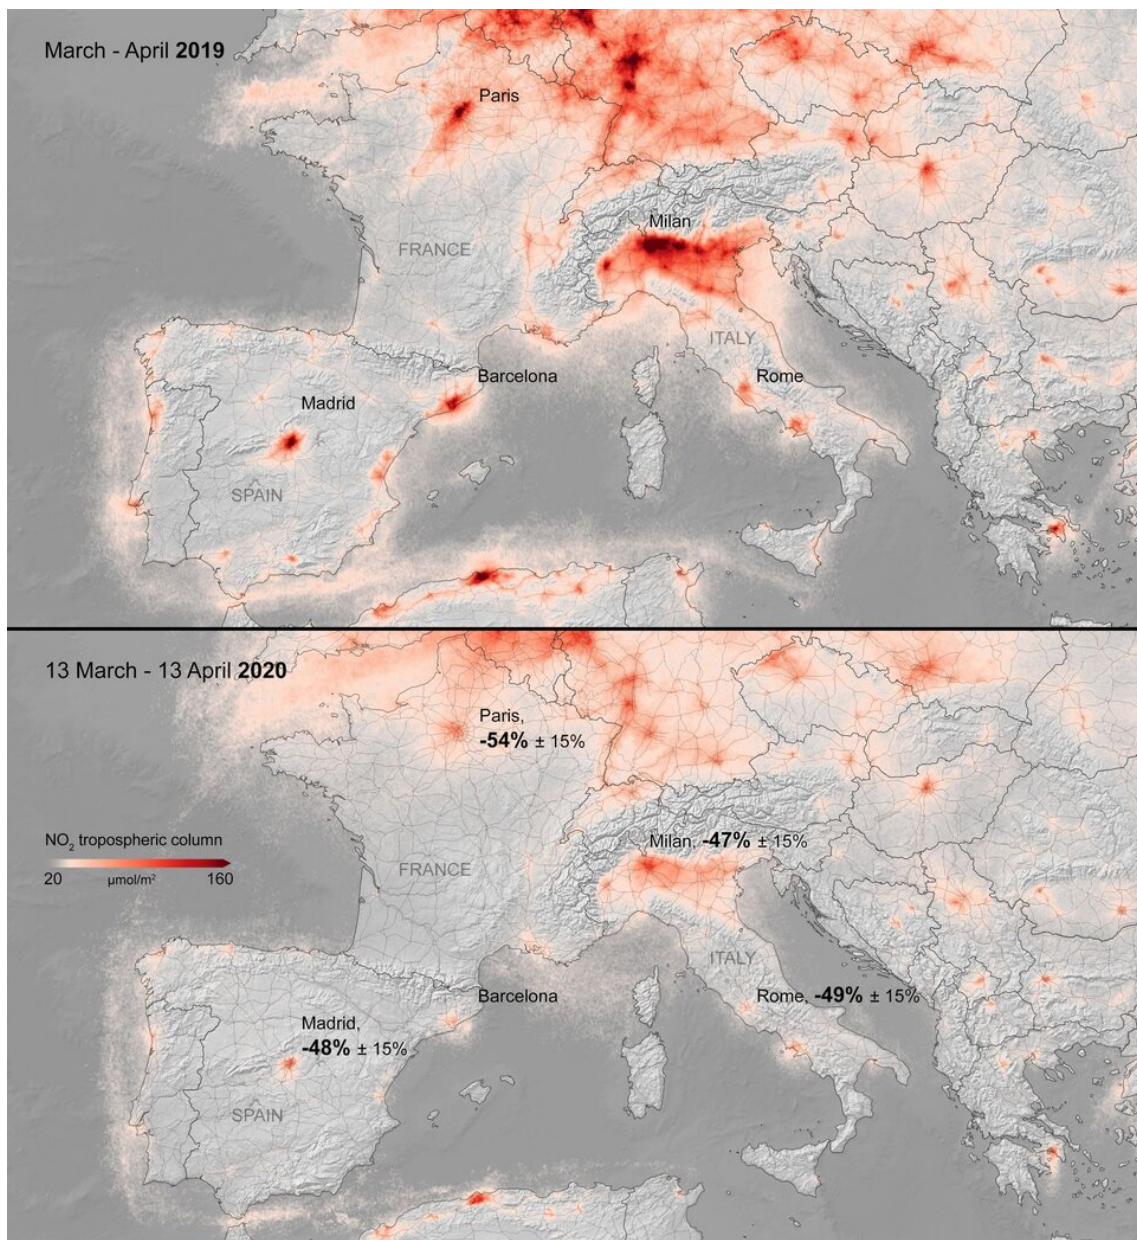 March - April 2019
Paris
Milan
FRANCE
ITALY
Barcelona
Rome
Madrid
SPAIN
13 March - 13 April 2020
Paris,
-54% ± 15%
NO₂ tropospheric column
20 μmol/m² 160
Milan, -47% ± 15%
FRANCE
ITALY
Barcelona
Rome, -49% ± 15%
Madrid,
-48% ± 15%
SPAIN